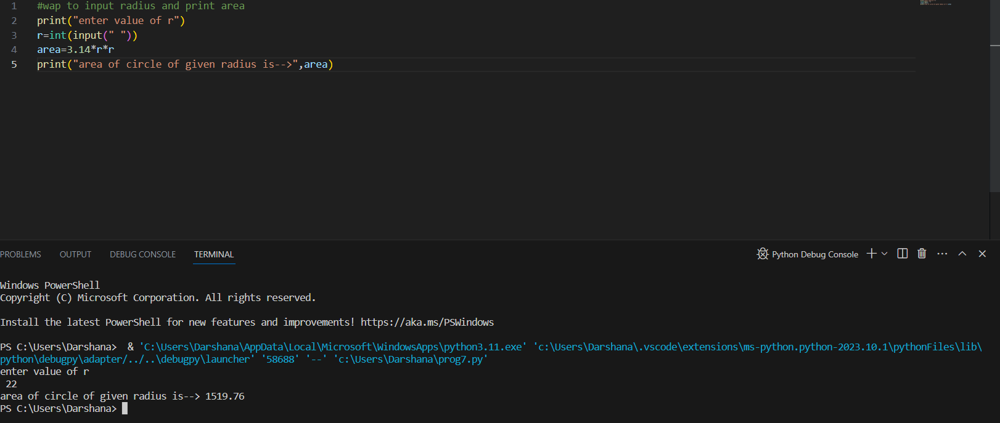 1 #wap to input radius and print area
2 print("enter value of r")
3 r=int(input(" "))
4 area=3.14*r*r
5 print("area of circle of given radius is-->",area)
PROBLEMS OUTPUT DEBUG CONSOLE TERMINAL Python Debug Console
Windows PowerShell
Copyright (C) Microsoft Corporation. All rights reserved.
Install the latest PowerShell for new features and improvements! https://aka.ms/PSWindows
PS C:\Users\Darshana>  & 'C:\Users\Darshana\AppData\Local\Microsoft\WindowsApps\python3.11.exe' 'c:\Users\Darshana\.vscode\extensions\ms-python.python-2023.10.1\pythonFiles\lib\
python\debugpy\adapter/../..\debugpy\launcher' '58688' '--' 'c:\Users\Darshana\prog7.py'
enter value of r
 22
area of circle of given radius is--> 1519.76
PS C:\Users\Darshana>